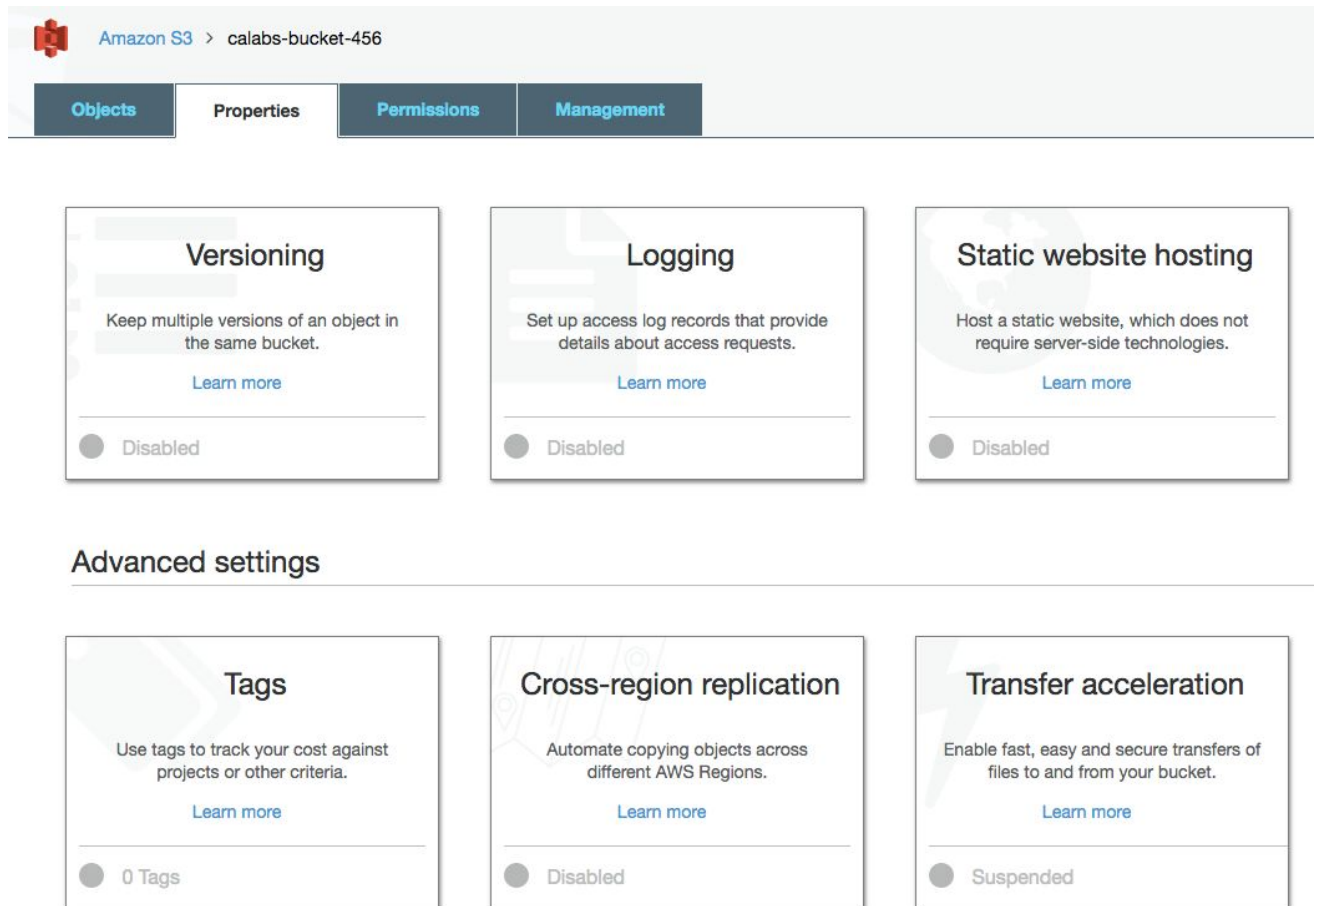 Amazon S3 > calabs-bucket-456
Objects Properties Permissions Management
Versioning
Keep multiple versions of an object in
the same bucket.
Learn more
Disabled
Logging
Set up access log records that provide
details about access requests.
Learn more
Disabled
Static website hosting
Host a static website, which does not
require server-side technologies.
Learn more
Disabled
Advanced settings
Tags
Use tags to track your cost against
projects or other criteria.
Learn more
0 Tags
Cross-region replication
Automate copying objects across
different AWS Regions.
Learn more
Disabled
Transfer acceleration
Enable fast, easy and secure transfers of
files to and from your bucket.
Learn more
Suspended